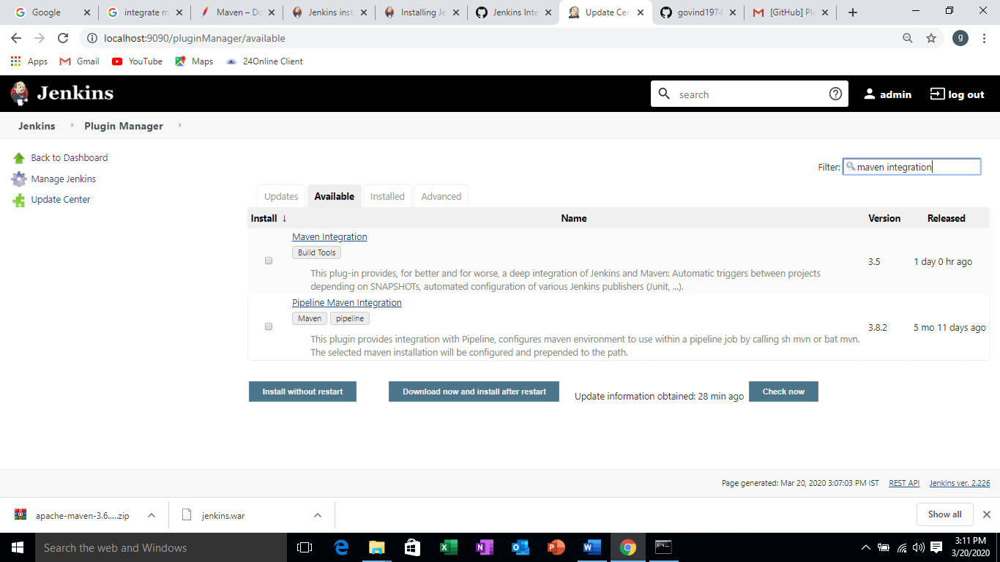 Google
integrate m
Maven – Do
Jenkins inst
Installing Je
Jenkins Inte
Update Cen
govind1974
[GitHub] Ple
localhost:9090/pluginManager/available
g
Apps
Gmail
YouTube
Maps
24Online Client
Jenkins
search
admin
log out
Jenkins
Plugin Manager
Back to Dashboard
Manage Jenkins
Update Center
Filter: maven integration
Updates
Available
Installed
Advanced
Install ↓
Name
Version
Released
Maven Integration
Build Tools
This plug-in provides, for better and for worse, a deep integration of Jenkins and Maven: Automatic triggers between projects
depending on SNAPSHOTs, automated configuration of various Jenkins publishers (Junit, ...).
3.5
1 day 0 hr ago
Pipeline Maven Integration
Maven
pipeline
This plugin provides integration with Pipeline, configures maven environment to use within a pipeline job by calling sh mvn or bat mvn.
The selected maven installation will be configured and prepended to the path.
3.8.2
5 mo 11 days ago
Install without restart
Download now and install after restart
Update information obtained: 28 min ago
Check now
Page generated: Mar 20, 2020 3:07:03 PM IST
REST API
Jenkins ver. 2.226
apache-maven-3.6.....zip
jenkins.war
Show all
Search the web and Windows
3:11 PM
3/20/2020